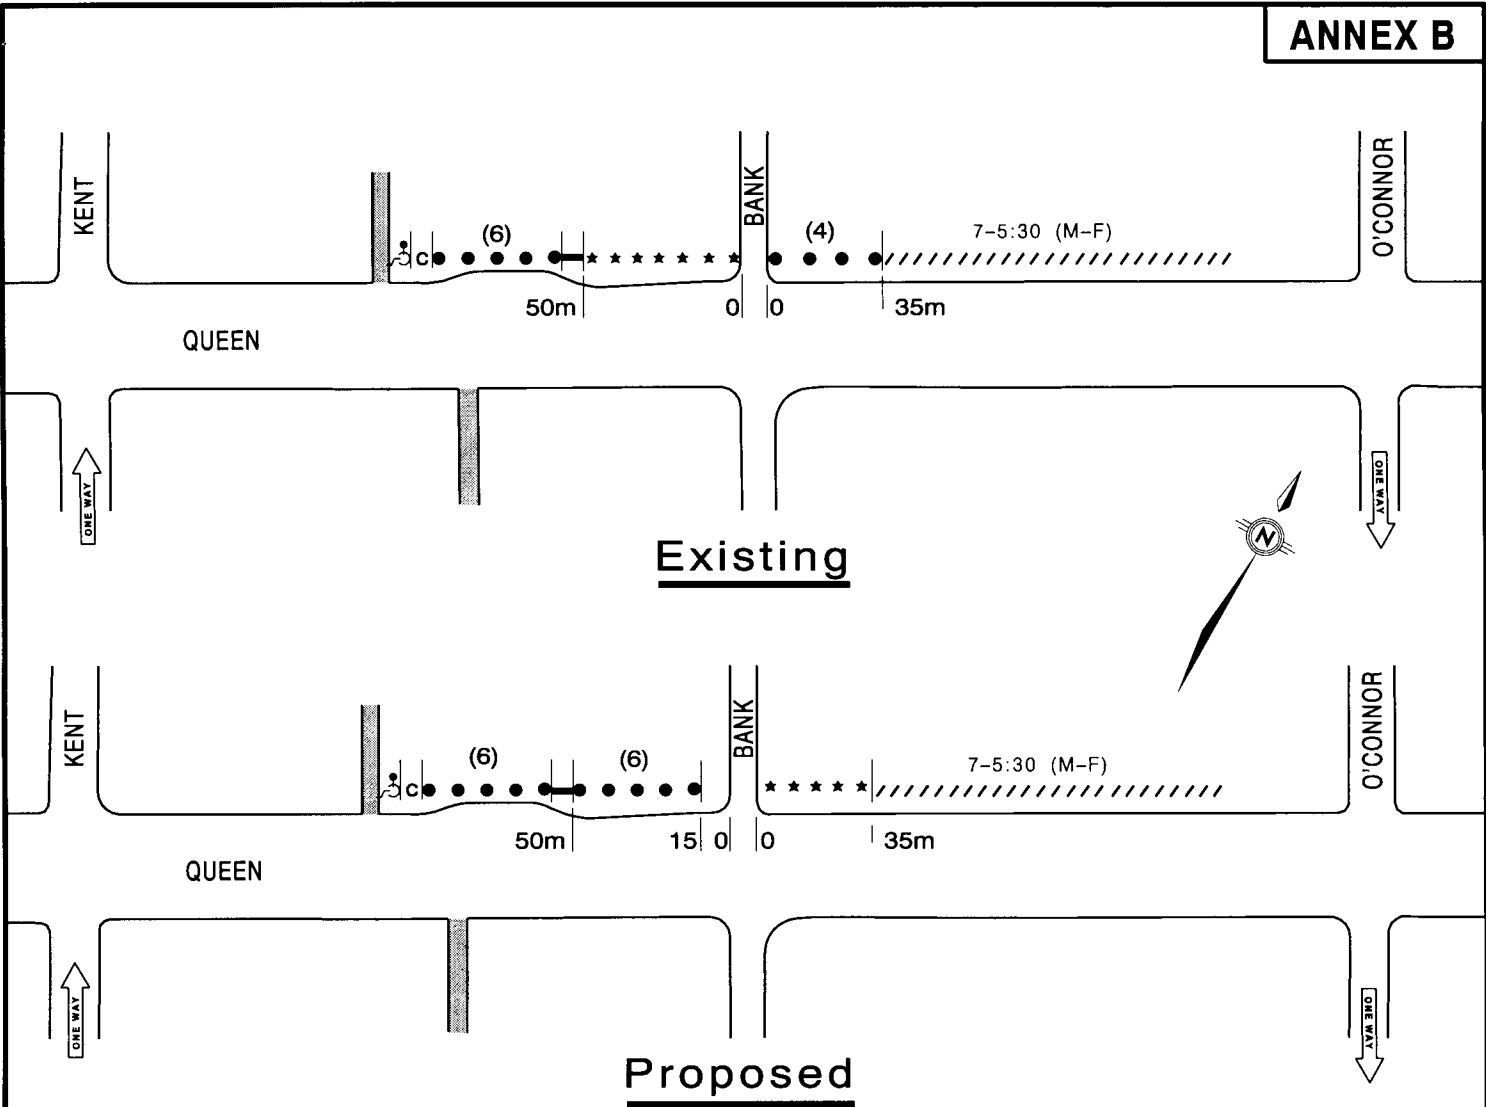 ANNEX B
KENT
BANK
O'CONNOR
(6)
(4)
7-5:30 (M-F)
C
50m
0
0
35m
QUEEN
ONE WAY
ONE WAY
N
Existing
KENT
BANK
O'CONNOR
(6)
(6)
7-5:30 (M-F)
C
50m
15
0
0
35m
QUEEN
ONE WAY
ONE WAY
Proposed